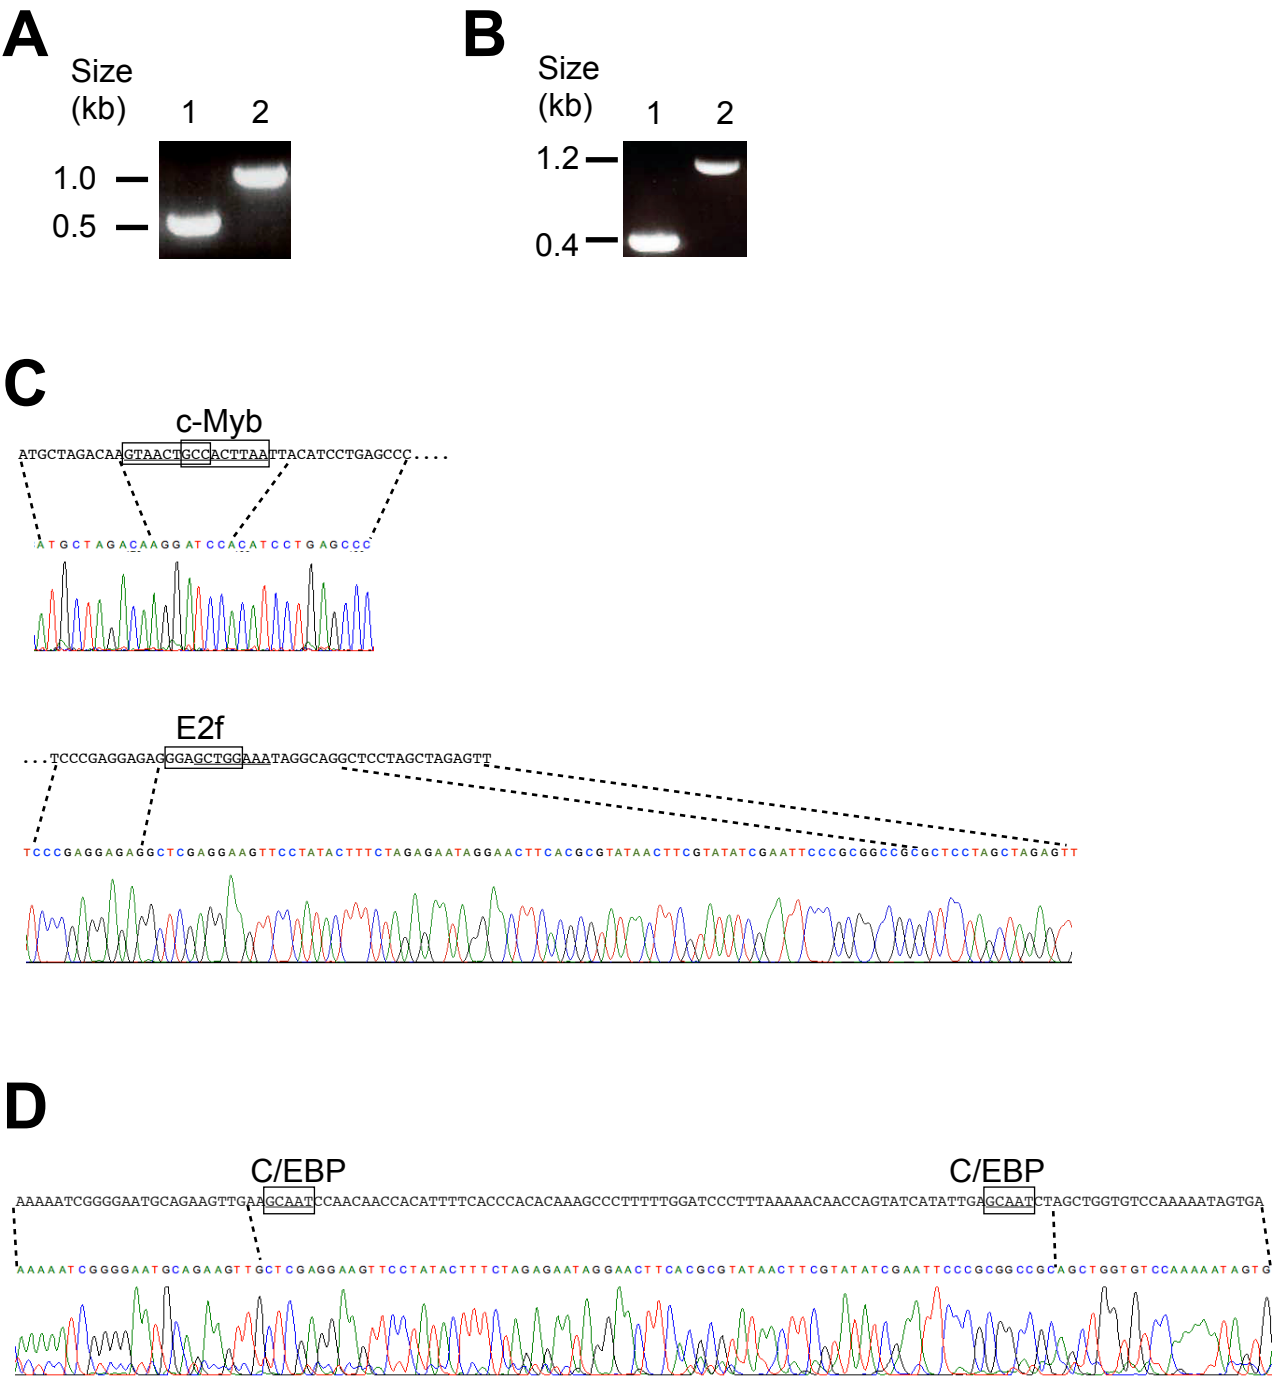 A
B
Size
(kb)
1
2
1.0
0.5
Size
(kb)
1
2
1.2
0.4
C
c-Myb
ATGCTAGACAAGTAACTGCCACTTAATTACATCCTGAGCCC....
ATGCTAGACAAGGATCCACATCCTGAGCCC
E2f
...TCCCGAGGAGAGGGAGCTGGAAATAGGCAGGCTCCTAGCTAGAGTT
TCCCGAGGAGAGGCTCGAGGAAGTTCCTATACTTTCTAGAGAATAGGAACTTCACGCGTATAACTTCGTATATCGAATTCCCGCGGCCGCGCTCCTAGCTAGAGTT
D
C/EBP
C/EBP
AAAAATCGGGGAATGCAGAAGTTGAAGCAATCCAACAACCACATTTTCACCCACACAAAGCCCTTTTTGGATCCCTTTAAAAACAACCAGTATCATATTGAGCAATCTAGCTGGTGTCCAAAAATAGTGA
AAAAATCGGGGAATGCAGAAGTTGCTCGAGGAAGTTCCTATACTTTCTAGAGAATAGGAACTTCACGCGTATAACTTCGTATATCGAATTCCCGCGGCCGCAGCTGGTGTCCAAAAATAGTG